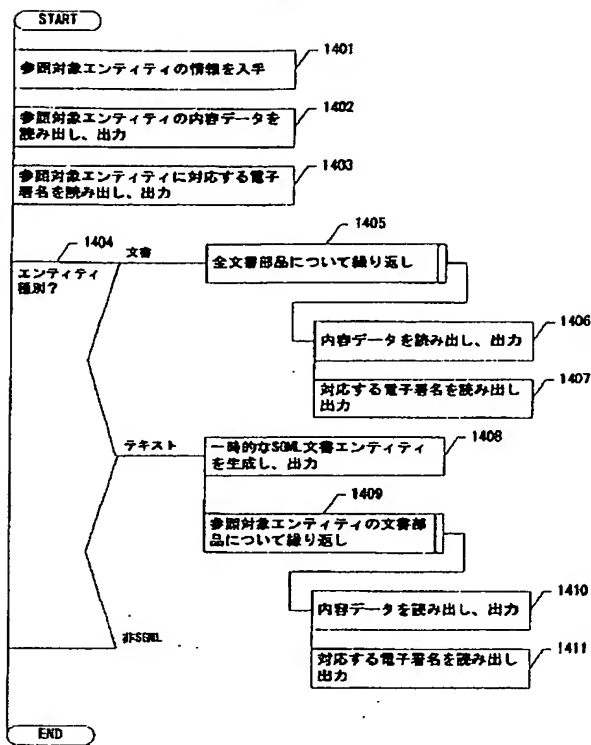 START
1401
参照対象エンティティの情報を入手
1402
参照対象エンティティの内容データを
読み出し、出力
1403
参照対象エンティティに対応する電子
署名を読み出し、出力
1404
エンティティ
種別?
文書
1405
全文書部品について繰り返し
1406
内容データを読み出し、出力
1407
対応する電子署名を読み出し
出力
テキスト
1408
一時的なSGML文書エンティティ
を生成し、出力
1409
参照対象エンティティの文書部
品について繰り返し
1410
内容データを読み出し、出力
1411
対応する電子署名を読み出し
出力
非SGML
END